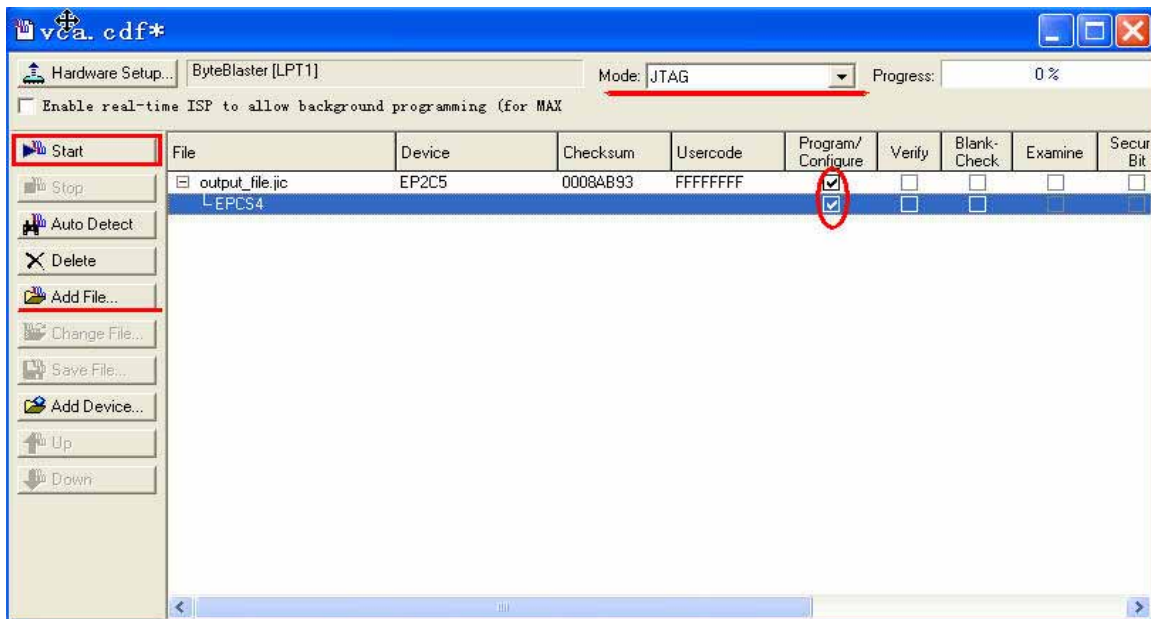 vca. cdf*
Hardware Setup... ByteBlaster [LPT1] Mode: JTAG Progress: 0 %
Enable real-time ISP to allow background programming (for MAX
Start
Stop
Auto Detect
Delete
Add File...
Change File...
Save File...
Add Device...
Up
Down
File Device Checksum Usercode Program/ Configure Verify Blank- Check Examine Secur Bit
output_file.jic EP2C5 0008AB93 FFFFFFFF
EPCS4